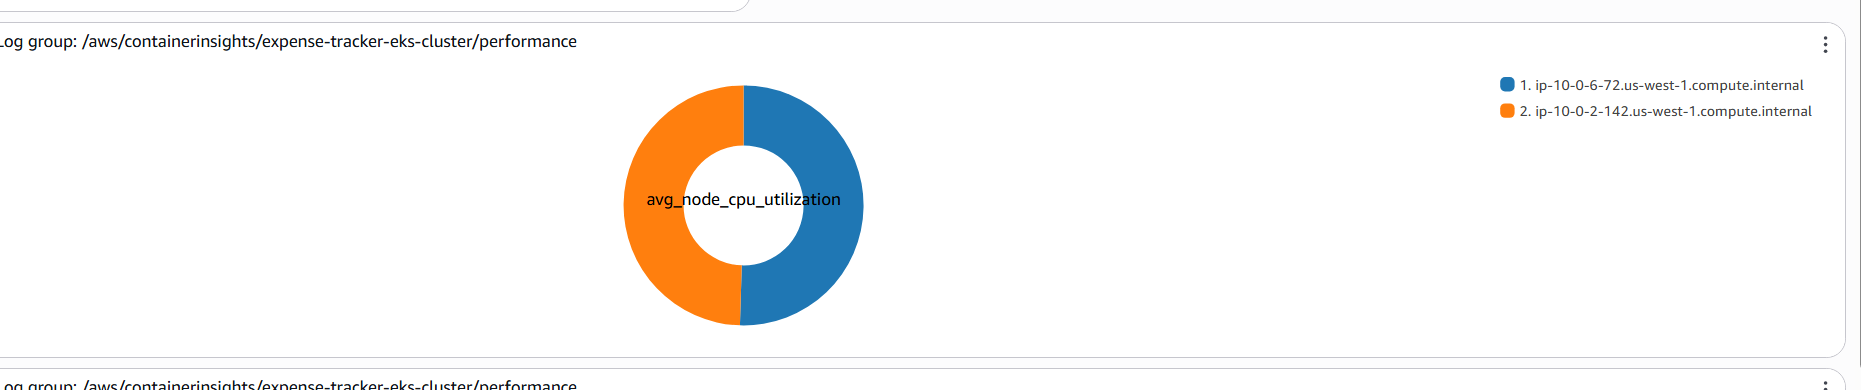 Log group: /aws/containerinsights/expense-tracker-eks-cluster/performance
1. ip-10-0-6-72.us-west-1.compute.internal
2. ip-10-0-2-142.us-west-1.compute.internal
avg_node_cpu_utilization
Log group: /aws/containerinsights/expense-tracker-eks-cluster/performance